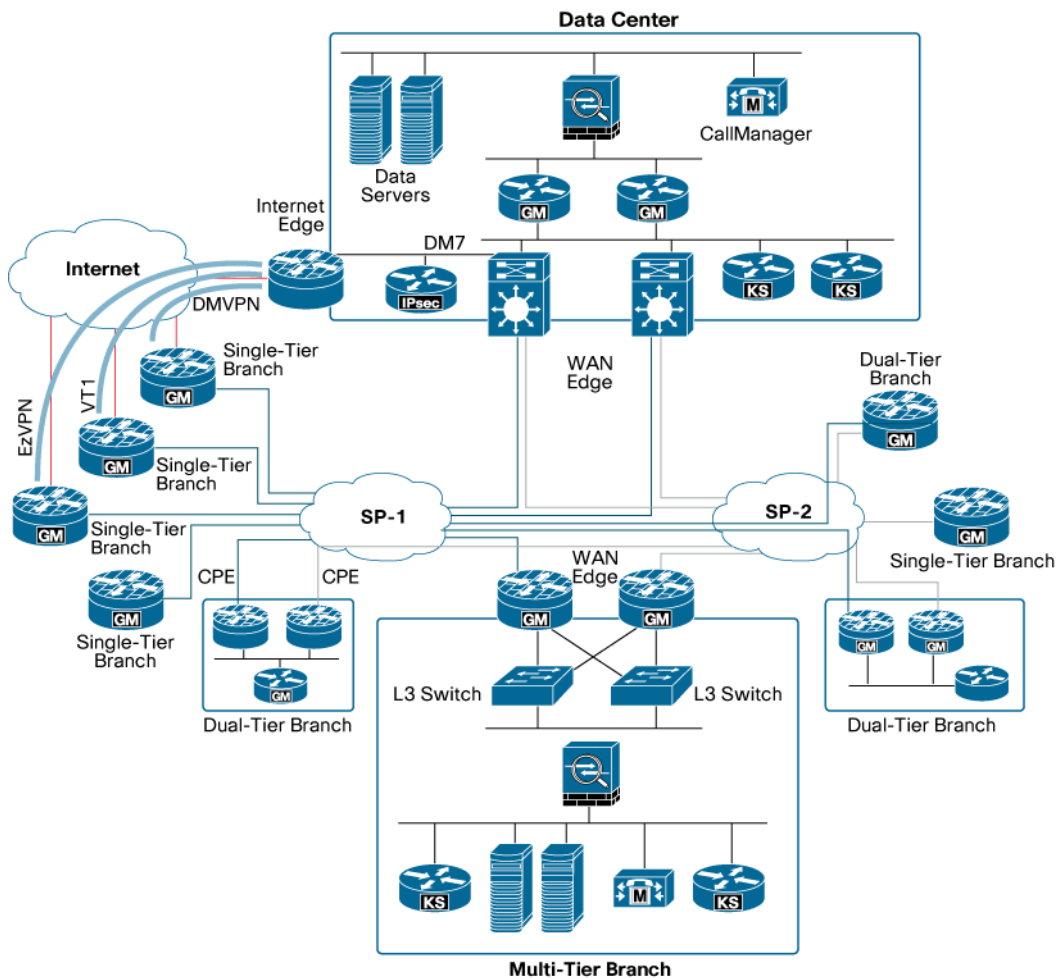 Data Center
CallManager
M
Data
Servers
GM
GM
Internet
Edge
DM7
Internet
DMVPN
IPsec
KS
KS
Single-Tier
Branch
GM
WAN
Edge
Dual-Tier
Branch
GM
EzVPN
VT1
GM
Single-Tier
Branch
SP-1
SP-2
GM
Single-Tier
Branch
GM
Single-Tier Branch
CPE
CPE
WAN
Edge
GM
Single-Tier
Branch
GM
GM
GM
Dual-Tier Branch
L3 Switch
L3 Switch
GM
GM
Dual-Tier Branch
KS
M
KS
Multi-Tier Branch